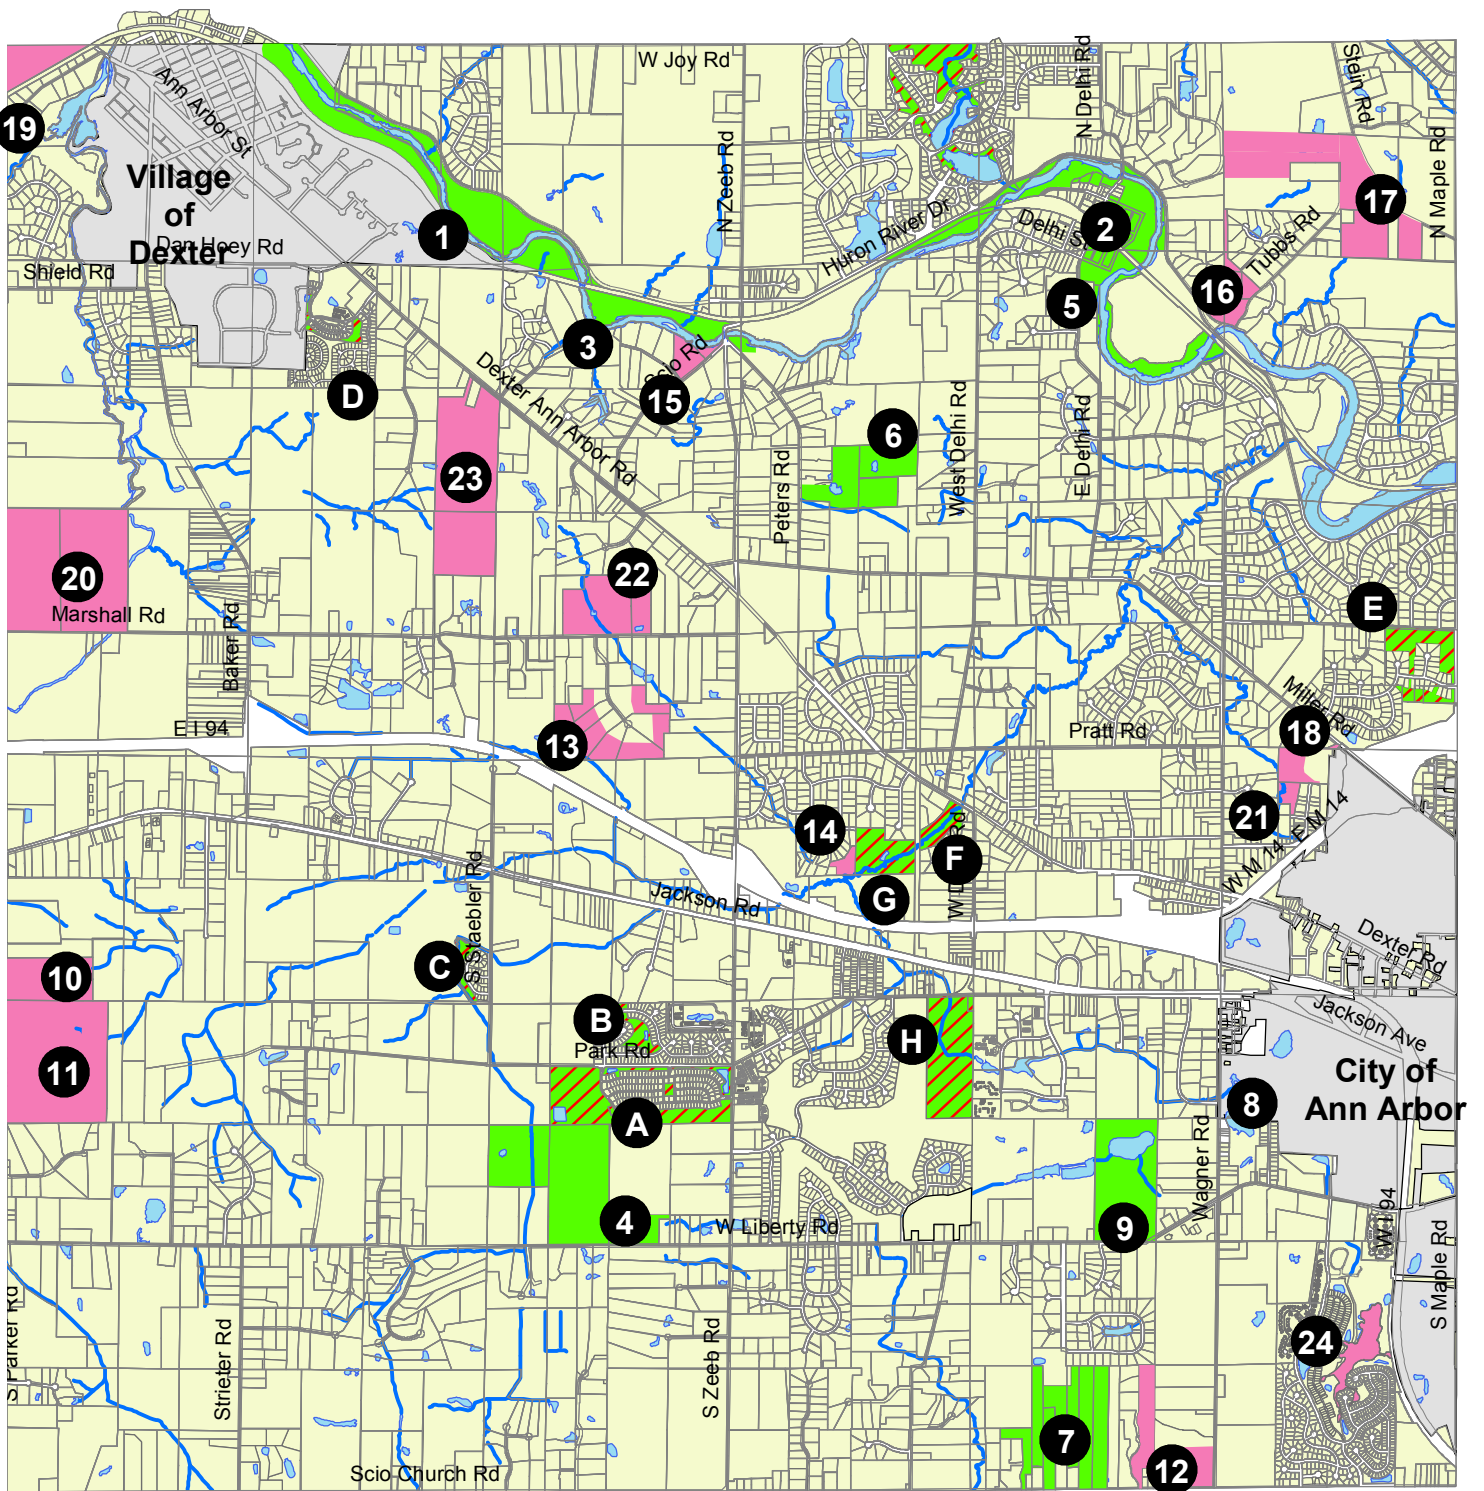 W Joy Rd
Stein Rd
N Delhi Rd
Ann Arbor St
19
N Zeeb Rd
N Maple Rd
Village
of
Dexter
Dan Hoey Rd
Shield Rd
1
Huron River Dr
Delhi
2
17
Tubbs Rd
16
5
3
Scio Rd
15
D
Dexter Ann Arbor Rd
6
West Delhi Rd
E Delhi Rd
Peters Rd
23
20
Marshall Rd
22
E
Baker Rd
E I 94
13
Pratt Rd
Miller Rd
18
14
21
F
E M 14
W M 14
G
Jackson Rd
S Staebler Rd
C
10
Dexter Rd
B
Park Rd
H
Jackson Ave
11
City of
Ann Arbor
8
A
Wagner Rd
4
W Liberty Rd
9
W I 94
S Maple Rd
S Parker Rd
Strieter Rd
S Zeeb Rd
24
7
12
Scio Church Rd